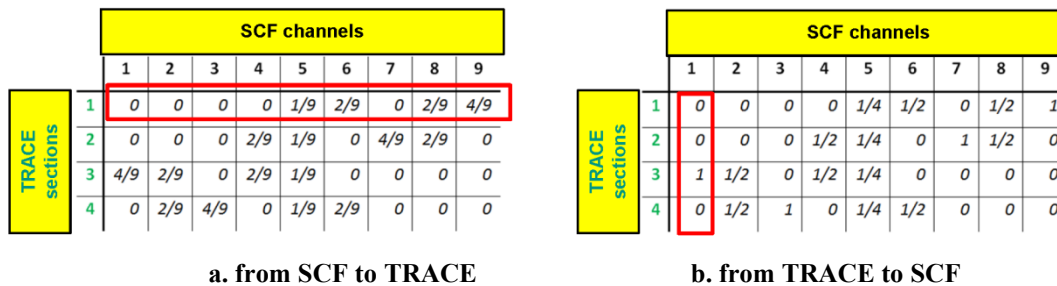 SCF channels
1 2 3 4 5 6 7 8 9
TRACE sections
1 0 0 0 0 1/9 2/9 0 2/9 4/9
2 0 0 0 2/9 1/9 0 4/9 2/9 0
3 4/9 2/9 0 2/9 1/9 0 0 0 0
4 0 2/9 4/9 0 1/9 2/9 0 0 0
a. from SCF to TRACE
SCF channels
1 2 3 4 5 6 7 8 9
TRACE sections
1 0 0 0 0 1/4 1/2 0 1/2 1
2 0 0 0 1/2 1/4 0 1 1/2 0
3 1 1/2 0 1/2 1/4 0 0 0 0
4 0 1/2 1 0 1/4 1/2 0 0 0
b. from TRACE to SCF